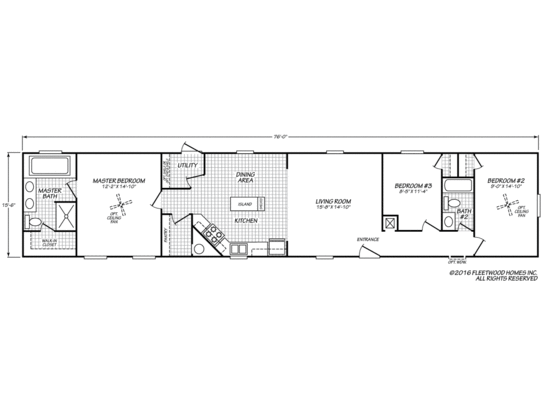 76'-0"
15'-6"
MASTER
BATH
WALK-IN
CLOSET
MASTER BEDROOM
12'-2" X 14'-10"
OPT.
CEILING
FAN
UTILITY
PANTRY
DINING
AREA
ISLAND
KITCHEN
LIVING ROOM
15'-8" X 14'-10"
ENTRANCE
BEDROOM #3
8'-5" X 11'-4"
BATH
#2
BEDROOM #2
9'-0" X 14'-10"
OPT.
CEILING
FAN
OPT. WDW.
©2016 FLEETWOOD HOMES INC.
ALL RIGHTS RESERVED